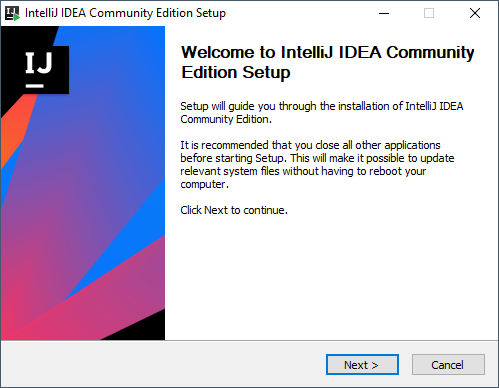 IntelliJ IDEA Community Edition Setup
IJ
Welcome to IntelliJ IDEA Community
Edition Setup
Setup will guide you through the installation of IntelliJ IDEA
Community Edition.
It is recommended that you close all other applications
before starting Setup. This will make it possible to update
relevant system files without having to reboot your
computer.
Click Next to continue.
Next >
Cancel